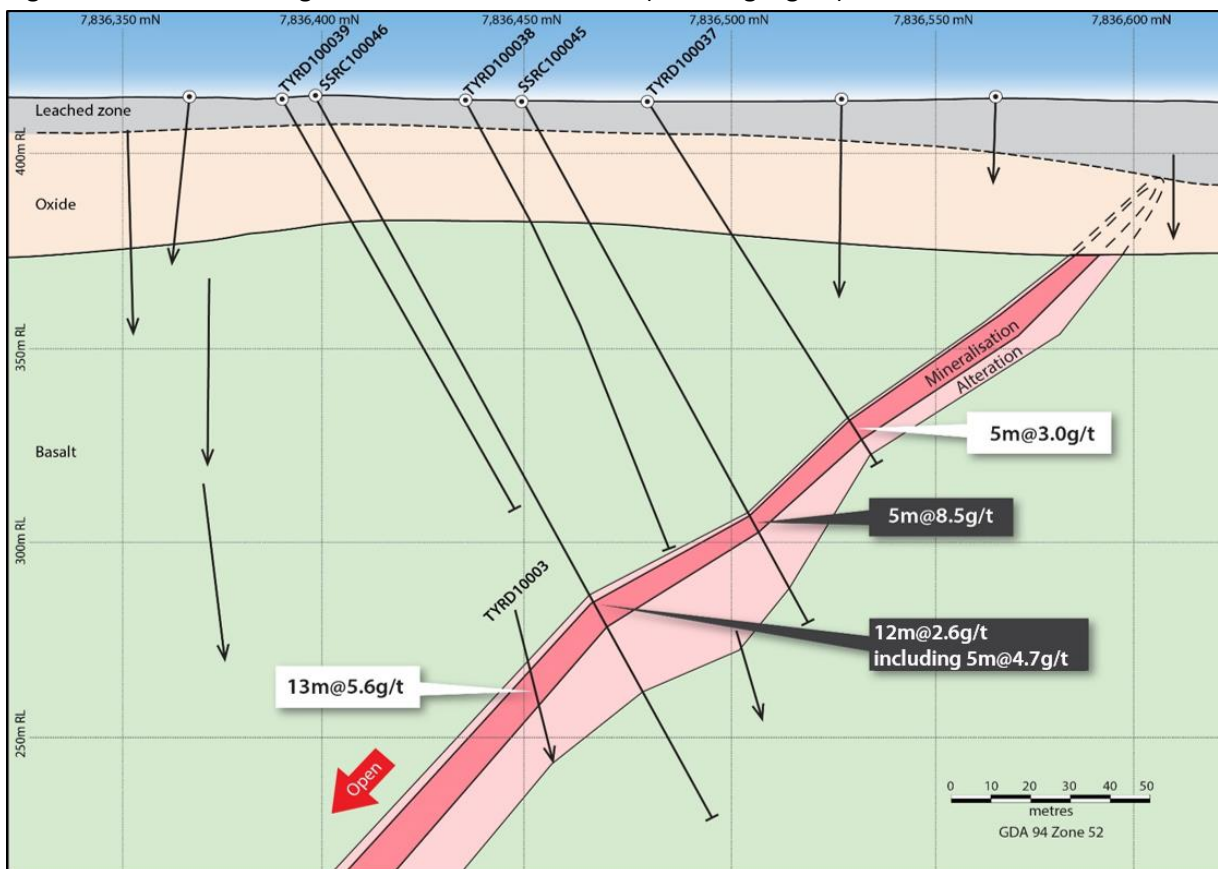 7,836,350 mN
7,836,400 mN
7,836,450 mN
7,836,500 mN
7,836,550 mN
7,836,600 mN
TYRD100039
SSRC100046
TYRD100038
SSRC100045
TYRD100037
Leached zone
400m RL
Oxide
350m RL
Mineralisation
Alteration
5m@3.0g/t
Basalt
5m@8.5g/t
300m RL
TYRD10003
12m@2.6g/t
including 5m@4.7g/t
13m@5.6g/t
250m RL
Open
0 10 20 30 40 50
metres
GDA 94 Zone 52